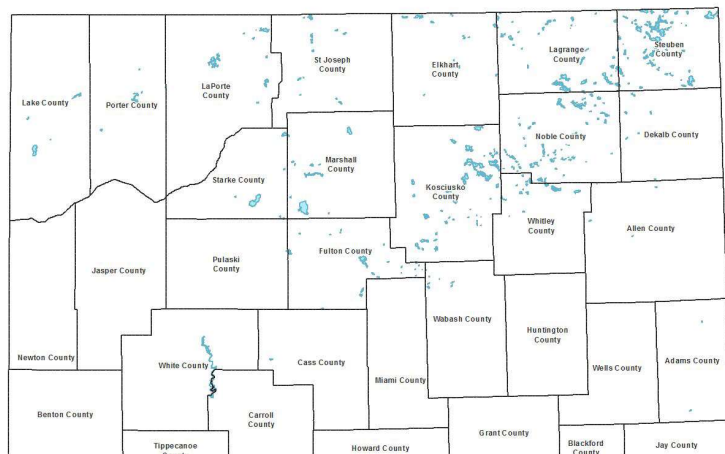 St Joseph
County
Lagrange
County
Steuben
County
Elkhart
County
LaPorte
County
Lake County
Porter County
Noble County
Dekalb County
Marshall
County
Starke County
Kosciusko
County
Whitley
County
Allen County
Fulton County
Pulaski
County
Jasper County
Wabash County
Huntington
County
Newton County
White County
Cass County
Wells County
Adams County
Miami County
Benton County
Carroll
County
Grant County
Tippecanoe
Howard County
Blackford
County
Jay County